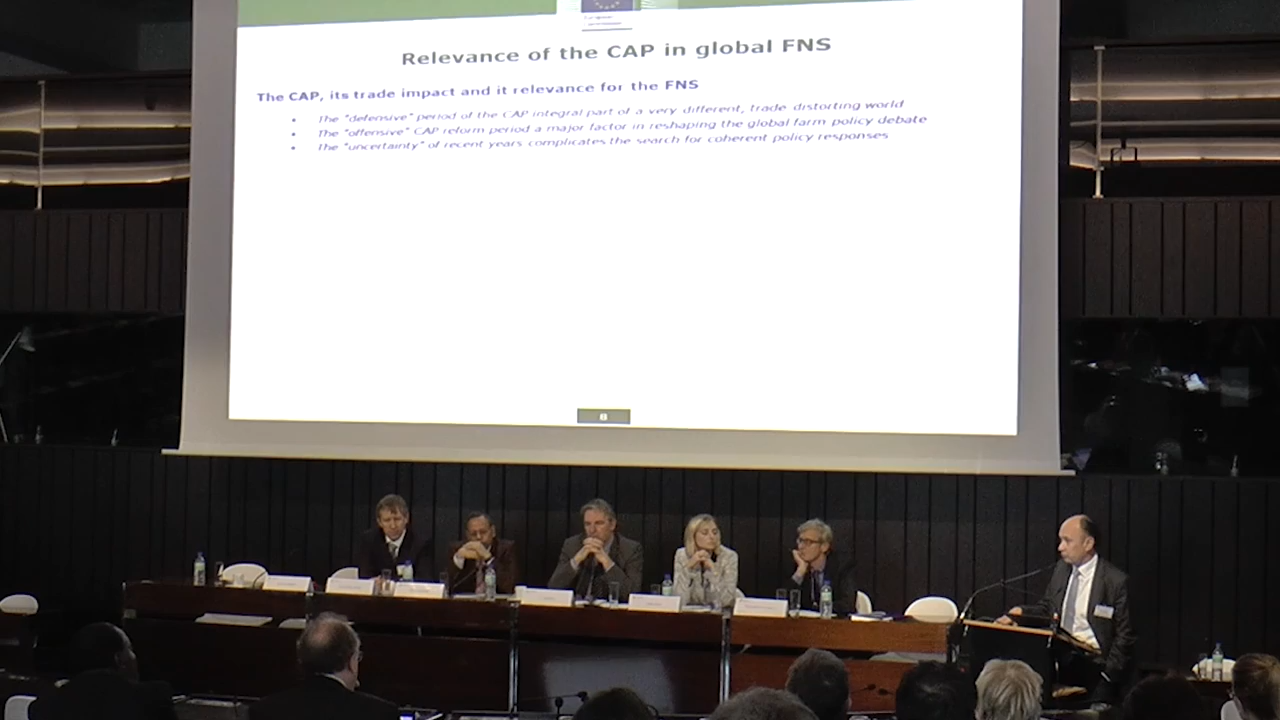 European
Commission
Relevance of the CAP in global FNS
The CAP, its trade impact and it relevance for the FNS
• The "defensive" period of the CAP integral part of a very different, trade distorting world
• The "offensive" CAP reform period a major factor in reshaping the global farm policy debate
• The "uncertainty" of recent years complicates the search for coherent policy responses
8